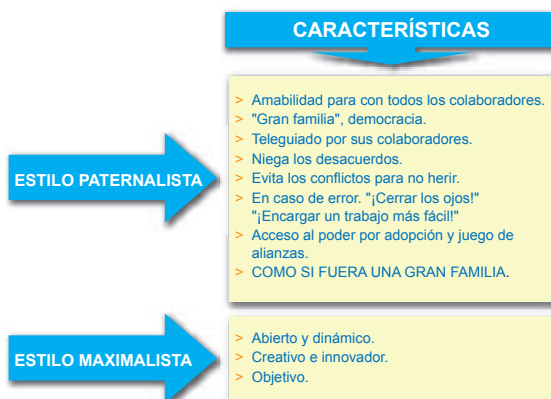 CARACTERÍSTICAS
ESTILO PATERNALISTA
> Amabilidad para con todos los colaboradores.
> "Gran familia", democracia.
> Teleguiado por sus colaboradores.
> Niega los desacuerdos.
> Evita los conflictos para no herir.
> En caso de error. "¡Cerrar los ojos!"
"¡Encargar un trabajo más fácil!"
> Acceso al poder por adopción y juego de
alianzas.
> COMO SI FUERA UNA GRAN FAMILIA.
ESTILO MAXIMALISTA
> Abierto y dinámico.
> Creativo e innovador.
> Objetivo.